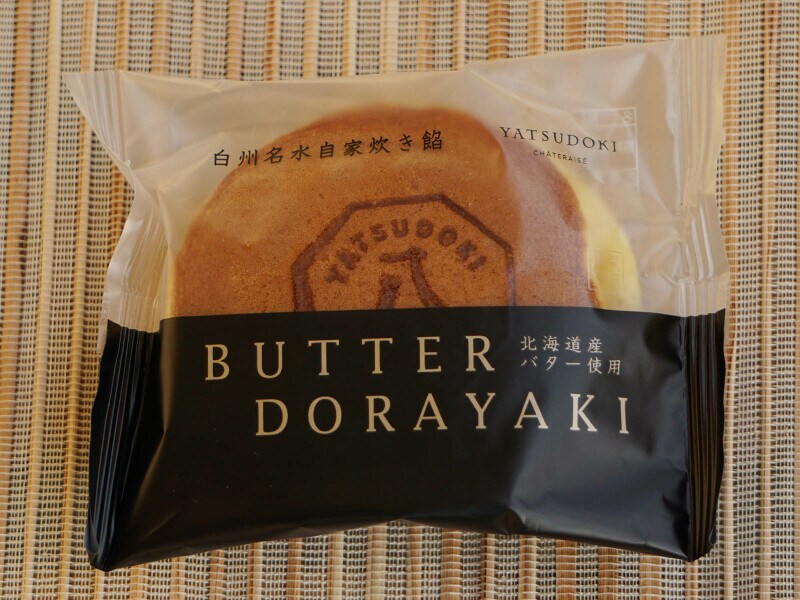 白州名水自家炊き餡
YATSUDOKI
CHÂTERAISÉ
YATSUDOKI
八
BUTTER
北海道産
バター使用
DORAYAKI